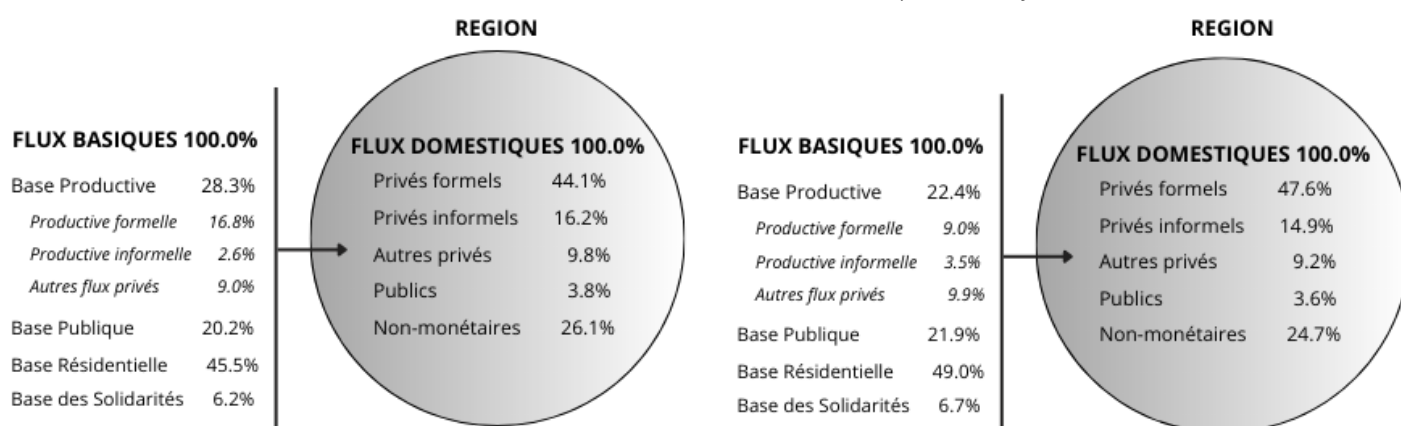 REGION
FLUX BASIQUES 100.0%
Base Productive 28.3%
Productive formelle 16.8%
Productive informelle 2.6%
Autres flux privés 9.0%
Base Publique 20.2%
Base Résidentielle 45.5%
Base des Solidarités 6.2%
FLUX DOMESTIQUES 100.0%
Privés formels 44.1%
Privés informels 16.2%
Autres privés 9.8%
Publics 3.8%
Non-monétaires 26.1%
REGION
FLUX BASIQUES 100.0%
Base Productive 22.4%
Productive formelle 9.0%
Productive informelle 3.5%
Autres flux privés 9.9%
Base Publique 21.9%
Base Résidentielle 49.0%
Base des Solidarités 6.7%
FLUX DOMESTIQUES 100.0%
Privés formels 47.6%
Privés informels 14.9%
Autres privés 9.2%
Publics 3.6%
Non-monétaires 24.7%